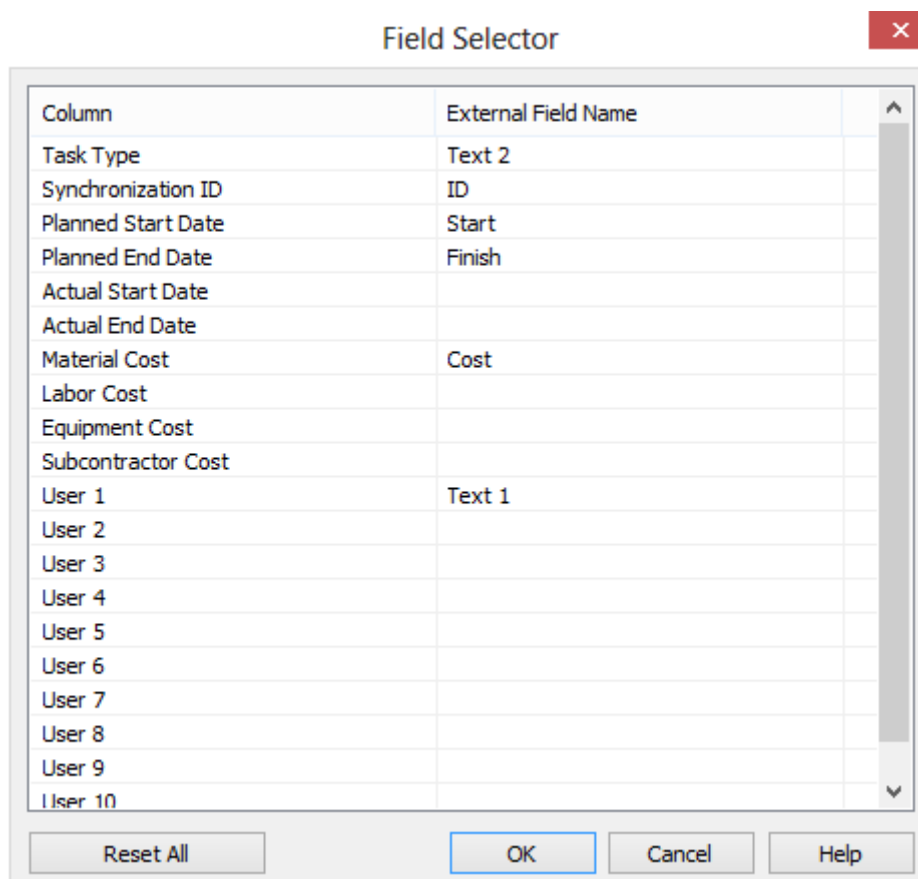 Field Selector
Column External Field Name
Task Type Text 2
Synchronization ID ID
Planned Start Date Start
Planned End Date Finish
Actual Start Date
Actual End Date
Material Cost Cost
Labor Cost
Equipment Cost
Subcontractor Cost
User 1 Text 1
User 2
User 3
User 4
User 5
User 6
User 7
User 8
User 9
User 10
Reset All OK Cancel Help